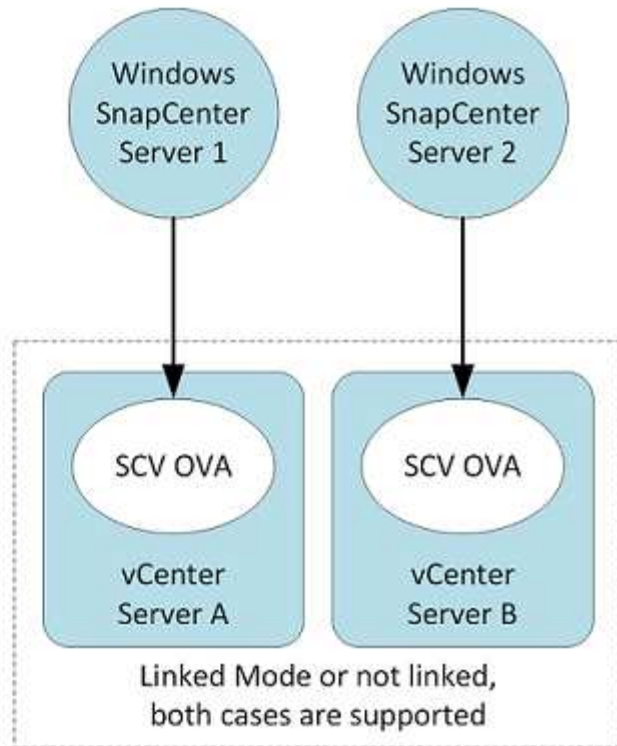 Windows
SnapCenter
Server 1
Windows
SnapCenter
Server 2
SCV OVA
vCenter
Server A
SCV OVA
vCenter
Server B
Linked Mode or not linked,
both cases are supported